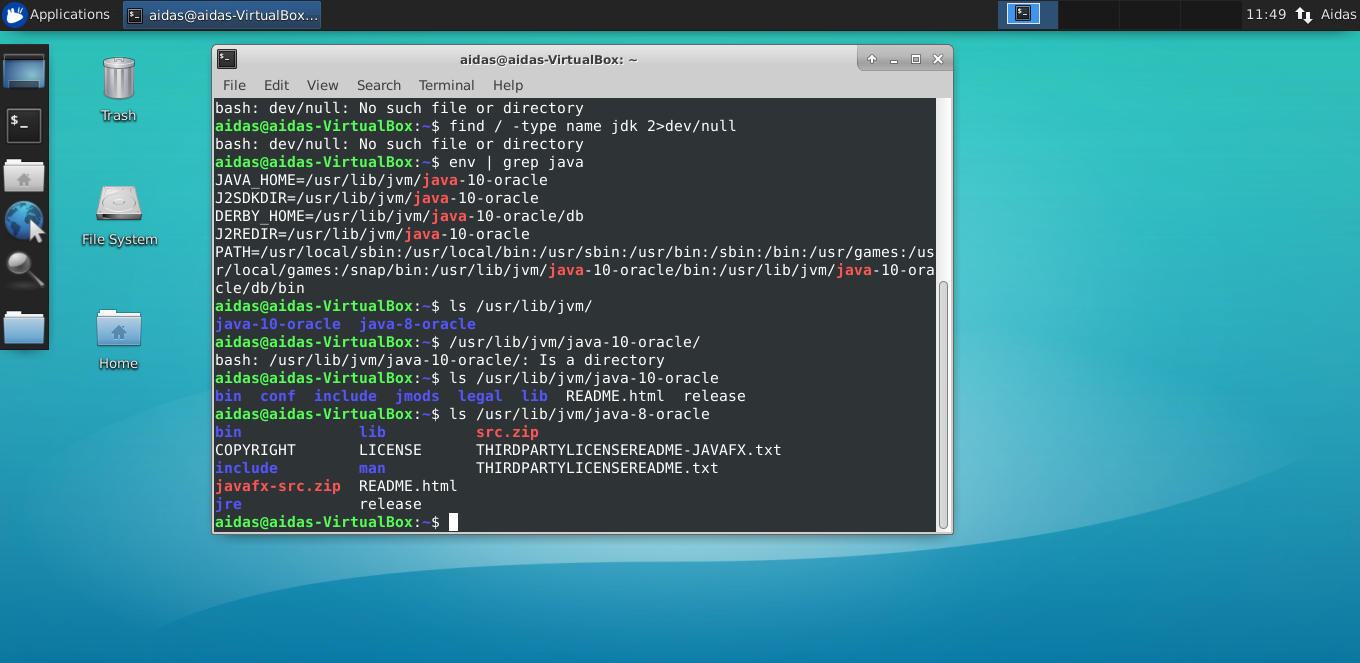 Applications
aidas@aidas-VirtualBox...
11:49
Aidas
Trash
File System
Home
aidas@aidas-VirtualBox: ~
File Edit View Search Terminal Help
bash: dev/null: No such file or directory
aidas@aidas-VirtualBox:~$ find / -type name jdk 2>dev/null
bash: dev/null: No such file or directory
aidas@aidas-VirtualBox:~$ env | grep java
JAVA_HOME=/usr/lib/jvm/java-10-oracle
J2SDKDIR=/usr/lib/jvm/java-10-oracle
DERBY_HOME=/usr/lib/jvm/java-10-oracle/db
J2REDIR=/usr/lib/jvm/java-10-oracle
PATH=/usr/local/sbin:/usr/local/bin:/usr/sbin:/usr/bin:/sbin:/bin:/usr/games:/us
r/local/games:/snap/bin:/usr/lib/jvm/java-10-oracle/bin:/usr/lib/jvm/java-10-ora
cle/db/bin
aidas@aidas-VirtualBox:~$ ls /usr/lib/jvm/
java-10-oracle  java-8-oracle
aidas@aidas-VirtualBox:~$ /usr/lib/jvm/java-10-oracle/
bash: /usr/lib/jvm/java-10-oracle/: Is a directory
aidas@aidas-VirtualBox:~$ ls /usr/lib/jvm/java-10-oracle
bin  conf  include  jmods  legal  lib  README.html  release
aidas@aidas-VirtualBox:~$ ls /usr/lib/jvm/java-8-oracle
bin             lib          src.zip
COPYRIGHT       LICENSE      THIRDPARTYLICENSEREADME-JAVAFX.txt
include         man          THIRDPARTYLICENSEREADME.txt
javafx-src.zip  README.html
jre             release
aidas@aidas-VirtualBox:~$